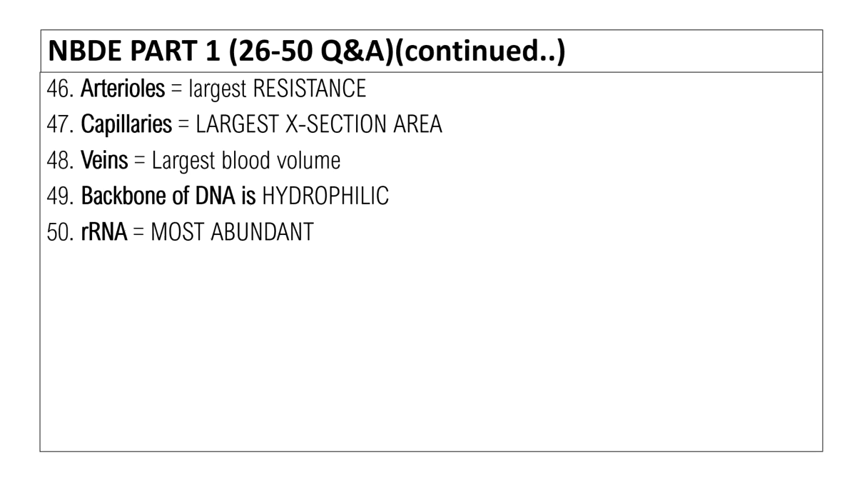 NBDE PART 1 (26-50 Q&A)(continued..)
46. Arterioles = largest RESISTANCE
47. Capillaries = LARGEST X-SECTION AREA
48. Veins = Largest blood volume
49. Backbone of DNA is HYDROPHILIC
50. rRNA = MOST ABUNDANT